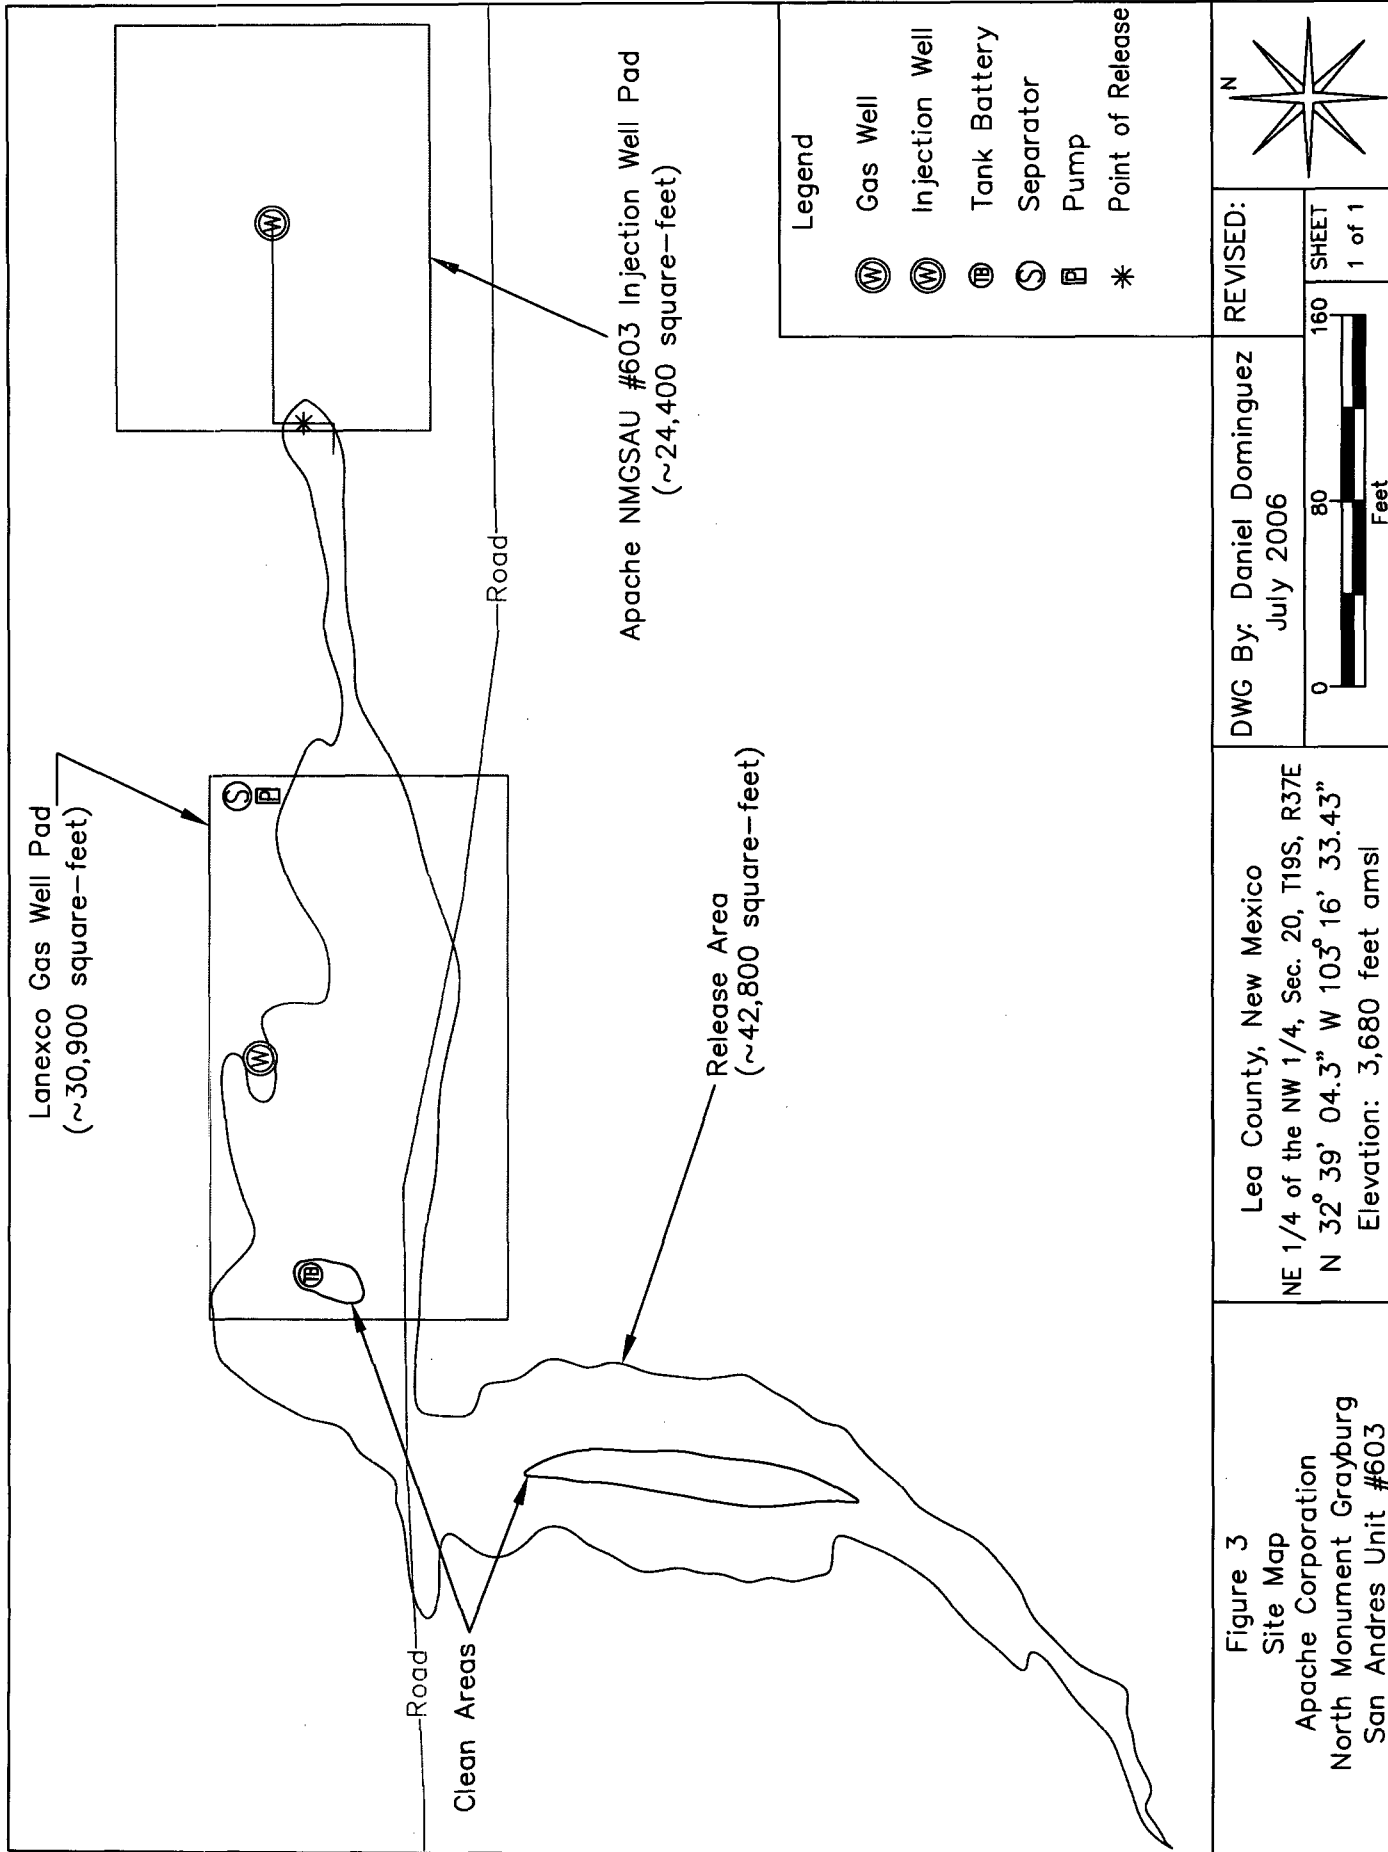 Lanexco Gas Well Pad
(~30,900 square-feet)
Apache NMGSAU #603 Injection Well Pad
(~24,400 square-feet)
Road
Road
Release Area
(~42,800 square-feet)
Clean Areas
W
W
S
P
TB
Legend
W Gas Well
W Injection Well
TB Tank Battery
S Separator
P Pump
Point of Release
Figure 3
Site Map
Apache Corporation
North Monument Grayburg
San Andres Unit #603
Lea County, New Mexico
NE 1/4 of the NW 1/4, Sec. 20, T19S, R37E
N 32° 39' 04.3" W 103° 16' 33.43"
Elevation: 3,680 feet amsl
DWG By: Daniel Dominguez
July 2006
REVISED:
0 80 160
Feet
SHEET
1 of 1
N